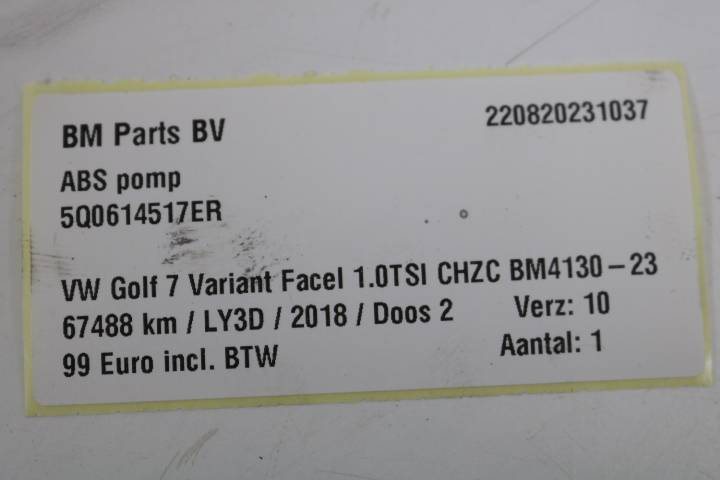 BM Parts BV 220820231037
ABS pomp
5Q0614517ER
VW Golf 7 Variant Facel 1.0TSI CHZC BM4130-23
67488 km / LY3D / 2018 / Doos 2 Verz: 10
99 Euro incl. BTW Aantal: 1